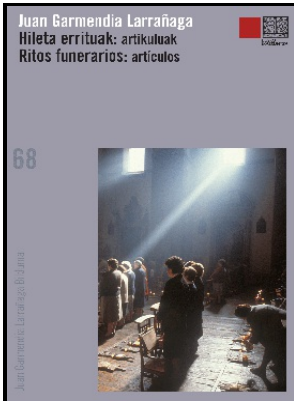 Juan Garmendia Larrañaga
Hileta errituak: artikuluak
Ritos funerarios: artículos
68
Juan Garmendia Larrañaga Bilduma